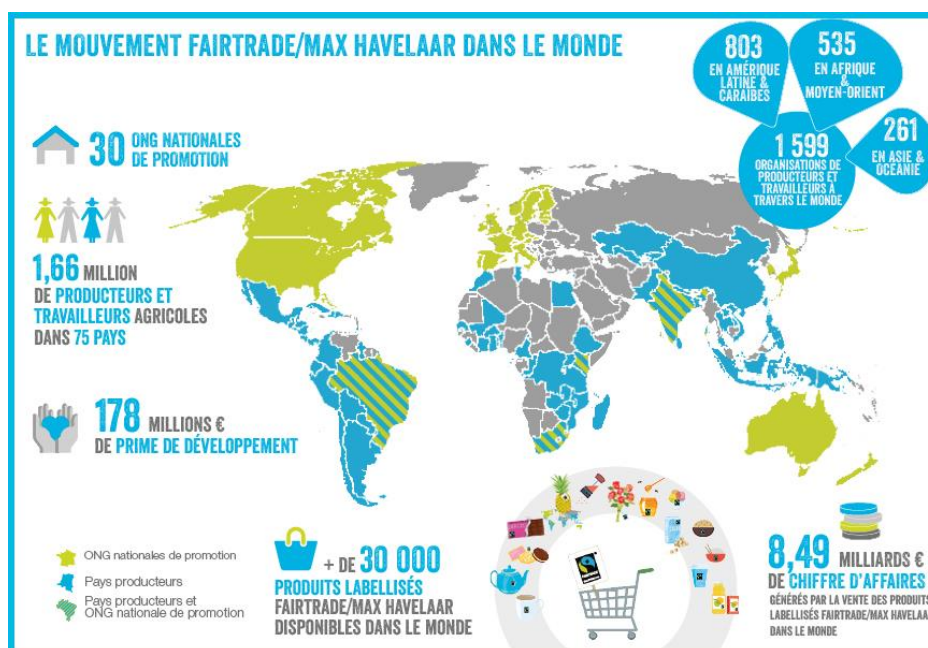 LE MOUVEMENT FAIRTRADE/MAX HAVELAAR DANS LE MONDE
803
EN AMÉRIQUE
LATINE &
CARAÏBES
535
EN AFRIQUE
&
MOYEN-ORIENT
261
EN ASIE &
OCÉANIE
1 599
ORGANISATIONS DE
PRODUCTEURS ET
TRAVAILLEURS À
TRAVERS LE MONDE
30 ONG NATIONALES
DE PROMOTION
1,66 MILLION
DE PRODUCTEURS ET
TRAVAILLEURS AGRICOLES
DANS 75 PAYS
178 MILLIONS €
DE PRIME DE DÉVELOPPEMENT
ONG nationales de promotion
Pays producteurs
Pays producteurs et
ONG nationale de promotion
+ DE 30 000
PRODUITS LABELLISÉS
FAIRTRADE/MAX HAVELAAR
DISPONIBLES DANS LE MONDE
8,49 MILLIARDS €
DE CHIFFRE D'AFFAIRES
GÉNÉRÉS PAR LA VENTE DES PRODUITS
LABELLISÉS FAIRTRADE/MAX HAVELAA
DANS LE MONDE